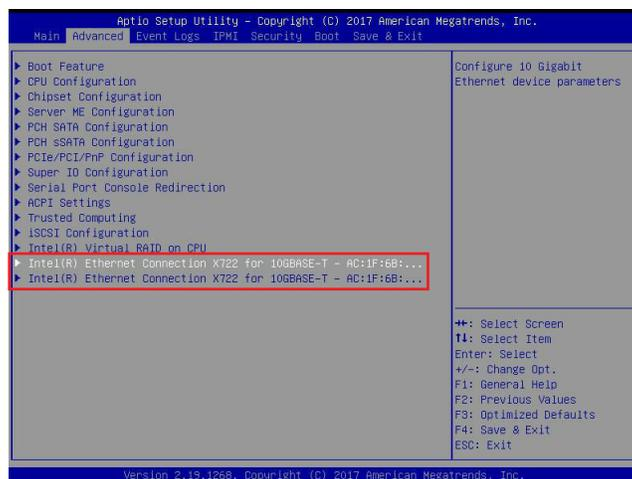 Aptio Setup Utility – Copyright (C) 2017 American Megatrends, Inc.
Main Advanced Event Logs IPMI Security Boot Save & Exit
Boot Feature
CPU Configuration
Chipset Configuration
Server ME Configuration
PCH SATA Configuration
PCH sSATA Configuration
PCIe/PCI/PnP Configuration
Super IO Configuration
Serial Port Console Redirection
ACPI Settings
Trusted Computing
iSCSI Configuration
Intel(R) Virtual RAID on CPU
Intel(R) Ethernet Connection X722 for 10GBASE-T – AC:1F:6B:...
Intel(R) Ethernet Connection X722 for 10GBASE-T – AC:1F:6B:...
Configure 10 Gigabit
Ethernet device parameters
→←: Select Screen
↑↓: Select Item
Enter: Select
+/-: Change Opt.
F1: General Help
F2: Previous Values
F3: Optimized Defaults
F4: Save & Exit
ESC: Exit
Version 2.19.1268. Copyright (C) 2017 American Megatrends, Inc.